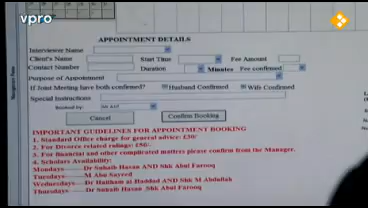 vpro
APPOINTMENT DETAILS
Interviewer Name
Client's Name Start Time Fee Amount
Contact Number Duration Minutes Fee confirmed
Purpose of Appointment
If Joint Meeting have both confirmed? Husband Confirmed Wife Confirmed
Special Instructions
Booked by:
Cancel Confirm Booking
IMPORTANT GUIDELINES FOR APPOINTMENT BOOKING
1. Standard Office charge for general advice: £30/
2. For Divorce related rulings: £50/.
3. For financial and other complicated matters please confirm from the Manager.
4. Scholars Availability:
Mondays----- Dr Suhaib Hasan AND Shk Abul Farooq
Tuesdays----- M Abu Sayeed
Wednesdays---- Dr Haitham al Haddad AND Shk M Abdullah
Thursdays---- Dr Suhaib Hasan Shk Abul Farooq